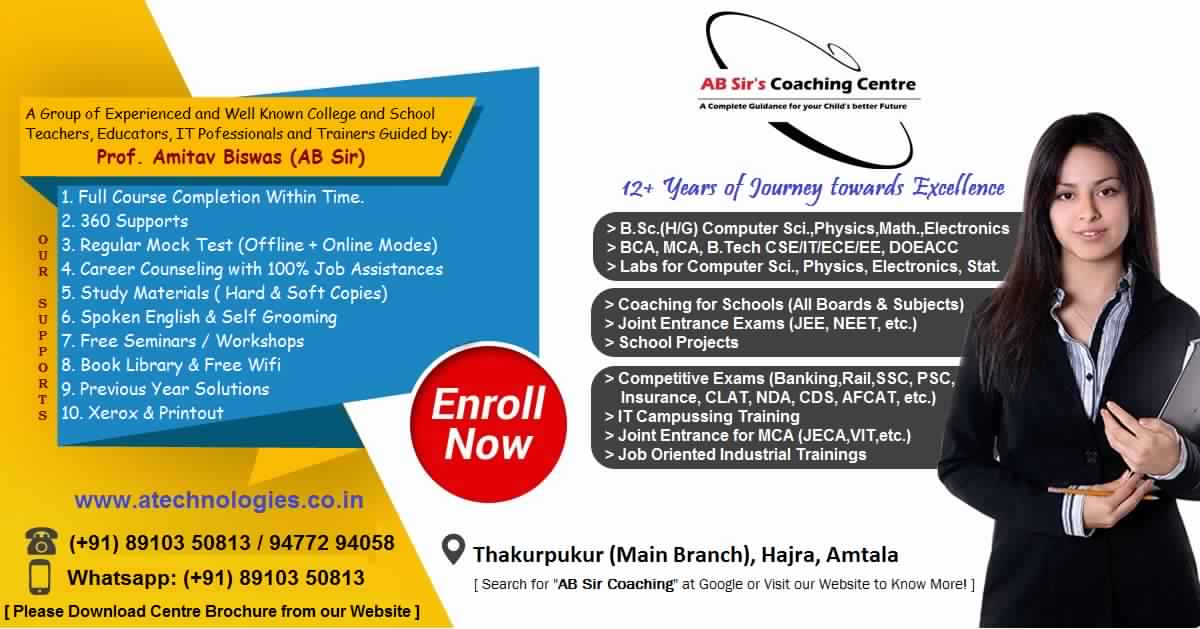 A Group of Experienced and Well Known College and School
Teachers, Educators, IT Pofessionals and Trainers Guided by:
Prof. Amitav Biswas (AB Sir)
OUR SUPPORTS
1. Full Course Completion Within Time.
2. 360 Supports
3. Regular Mock Test (Offline + Online Modes)
4. Career Counseling with 100% Job Assistances
5. Study Materials ( Hard & Soft Copies)
6. Spoken English & Self Grooming
7. Free Seminars / Workshops
8. Book Library & Free Wifi
9. Previous Year Solutions
10. Xerox & Printout
www.atechnologies.co.in
(+91) 89103 50813 / 94772 94058
Whatsapp: (+91) 89103 50813
[ Please Download Centre Brochure from our Website ]
Enroll
Now
AB Sir's Coaching Centre
A Complete Guidance for your Child's better Future
12+ Years of Journey towards Excellence
> B.Sc.(H/G) Computer Sci.,Physics,Math.,Electronics
> BCA, MCA, B.Tech CSE/IT/ECE/EE, DOEACC
> Labs for Computer Sci., Physics, Electronics, Stat.
> Coaching for Schools (All Boards & Subjects)
> Joint Entrance Exams (JEE, NEET, etc.)
> School Projects
> Competitive Exams (Banking,Rail,SSC, PSC,
Insurance, CLAT, NDA, CDS, AFCAT, etc.)
> IT Campussing Training
> Joint Entrance for MCA (JECA,VIT,etc.)
> Job Oriented Industrial Trainings
Thakurpukur (Main Branch), Hajra, Amtala
[ Search for "AB Sir Coaching" at Google or Visit our Website to Know More! ]